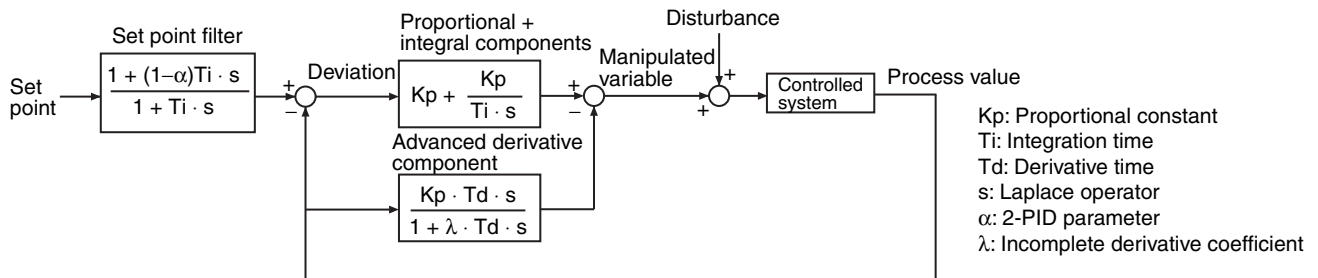 Disturbance
Set point filter
Proportional +
integral components
1 + (1–α)Ti · s
1 + Ti · s
Set
point
+
–
Deviation
Kp +
Kp
Ti · s
+
–
Manipulated
variable
+
+
Controlled
system
Process value
Advanced derivative
component
Kp · Td · s
1 + λ · Td · s
Kp: Proportional constant
Ti: Integration time
Td: Derivative time
s: Laplace operator
α: 2-PID parameter
λ: Incomplete derivative coefficient